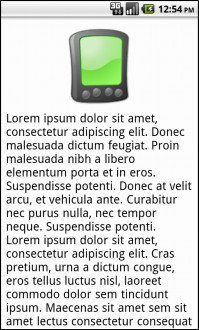 3G 12:54 PM
Lorem ipsum dolor sit amet,
consectetur adipiscing elit. Donec
malesuada dictum feugiat. Proin
malesuada nibh a libero
elementum porta et in eros.
Suspendisse potenti. Donec at velit
arcu, et vehicula ante. Curabitur
nec purus nulla, nec tempor
neque. Suspendisse potenti.
Lorem ipsum dolor sit amet,
consectetur adipiscing elit. Cras
pretium, urna a dictum congue,
eros tellus luctus nisl, laoreet
commodo dolor sem tincidunt
ipsum. Maecenas sit amet sem sit
amet lectus consectetur consequat